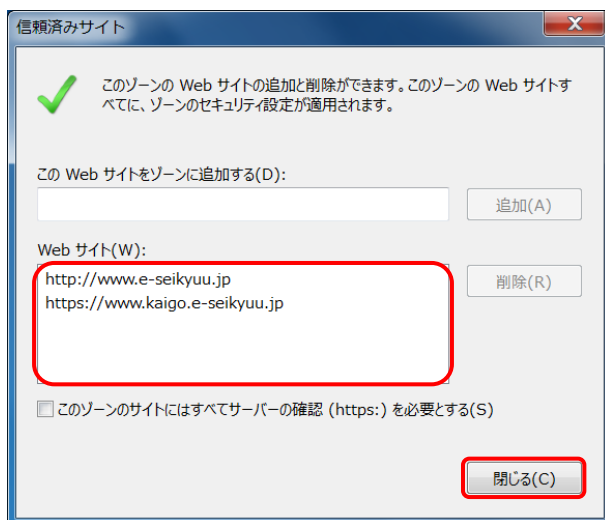 信頼済みサイト
このゾーンの Web サイトの追加と削除ができます。このゾーンの Web サイトす
べてに、ゾーンのセキュリティ設定が適用されます。
この Web サイトをゾーンに追加する(D):
追加(A)
Web サイト(W):
http://www.e-seikyuu.jp
https://www.kaigo.e-seikyuu.jp
削除(R)
このゾーンのサイトにはすべてサーバーの確認 (https:) を必要とする(S)
閉じる(C)